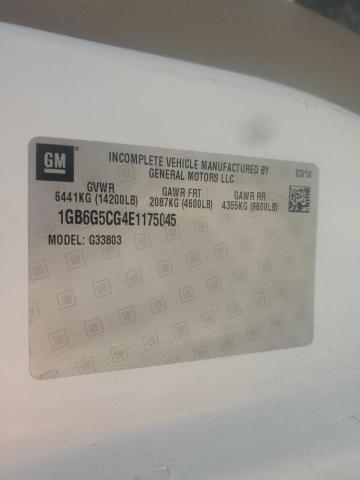 GM
INCOMPLETE VEHICLE MANUFACTURED BY
GENERAL MOTORS LLC
03/14
GVWR GAWR FRT GAWR RR
6441KG (14200LB) 2087KG (4600LB) 4355KG (9600LB)
1GB6G5CG4E1175045
MODEL: G33803